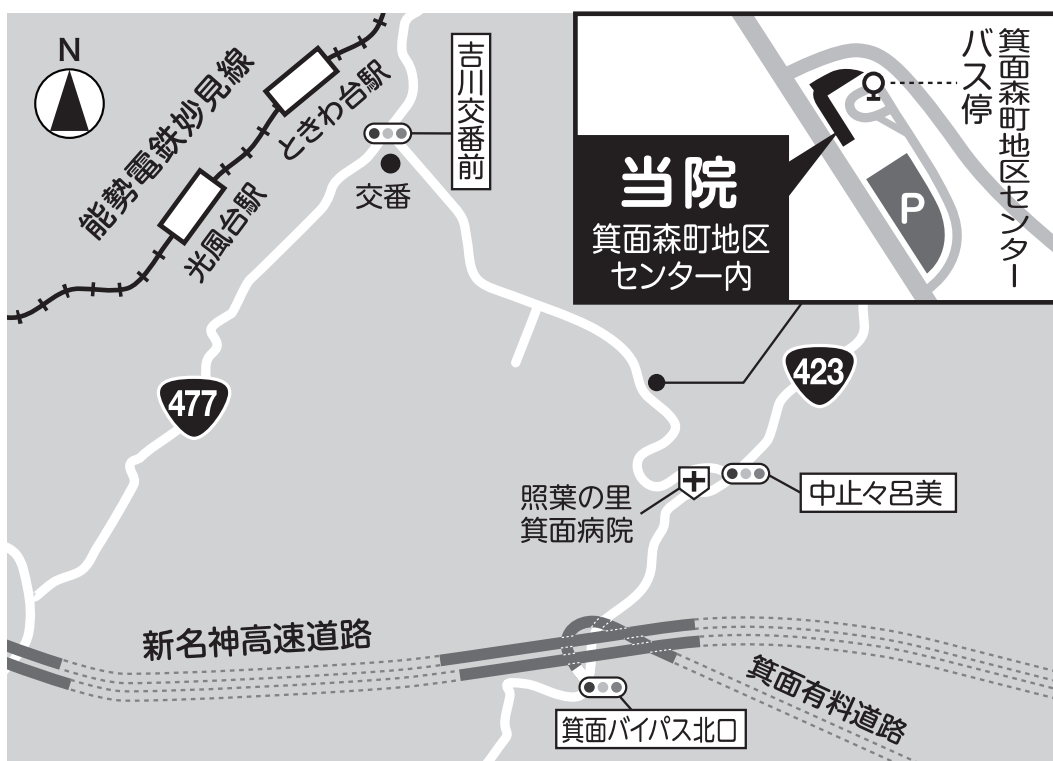 N
能勢電鉄妙見線
ときわ台駅
光風台駅
吉川交番前
交番
箕面森町地区センター
バス停
当院
箕面森町地区
センター内
P
477
423
照葉の里
箕面病院
中止々呂美
新名神高速道路
箕面有料道路
箕面バイパス北口